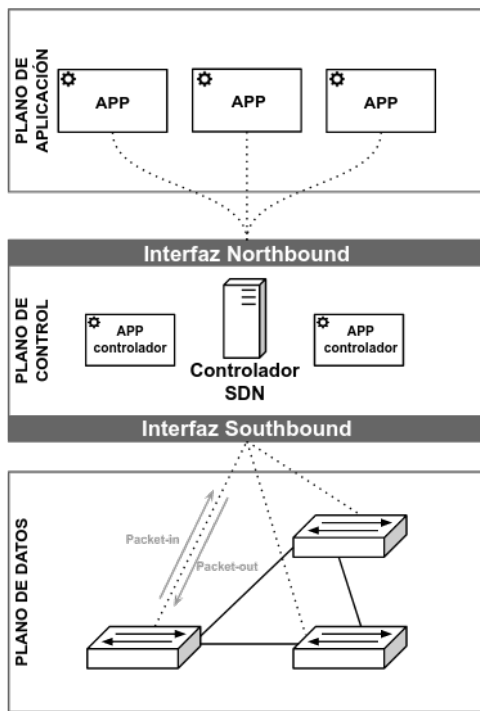 PLANO DE
APLICACIÓN
APP
APP
APP
Interfaz Northbound
PLANO DE
CONTROL
APP
controlador
Controlador
SDN
APP
controlador
Interfaz Southbound
PLANO DE DATOS
Packet-in
Packet-out